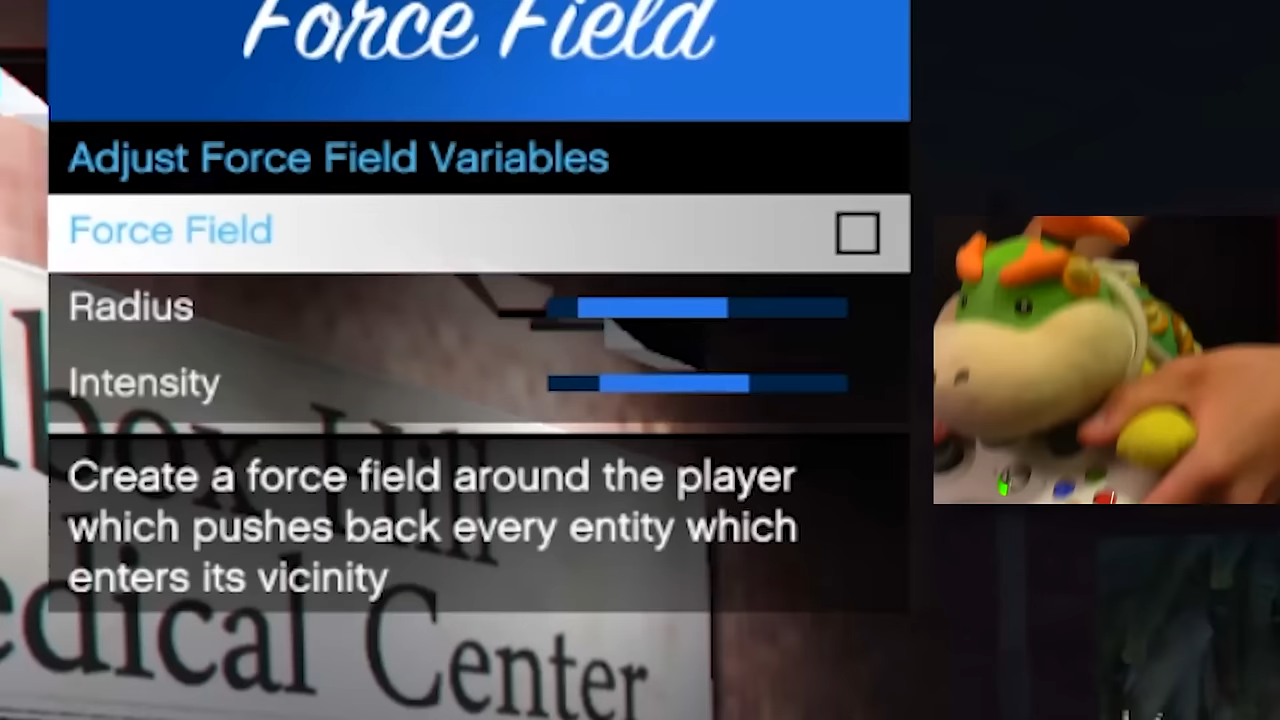 Force Field
Adjust Force Field Variables
Force Field
Radius
Intensity
Create a force field around the player
which pushes back every entity which
enters its vicinity
Hill
Center